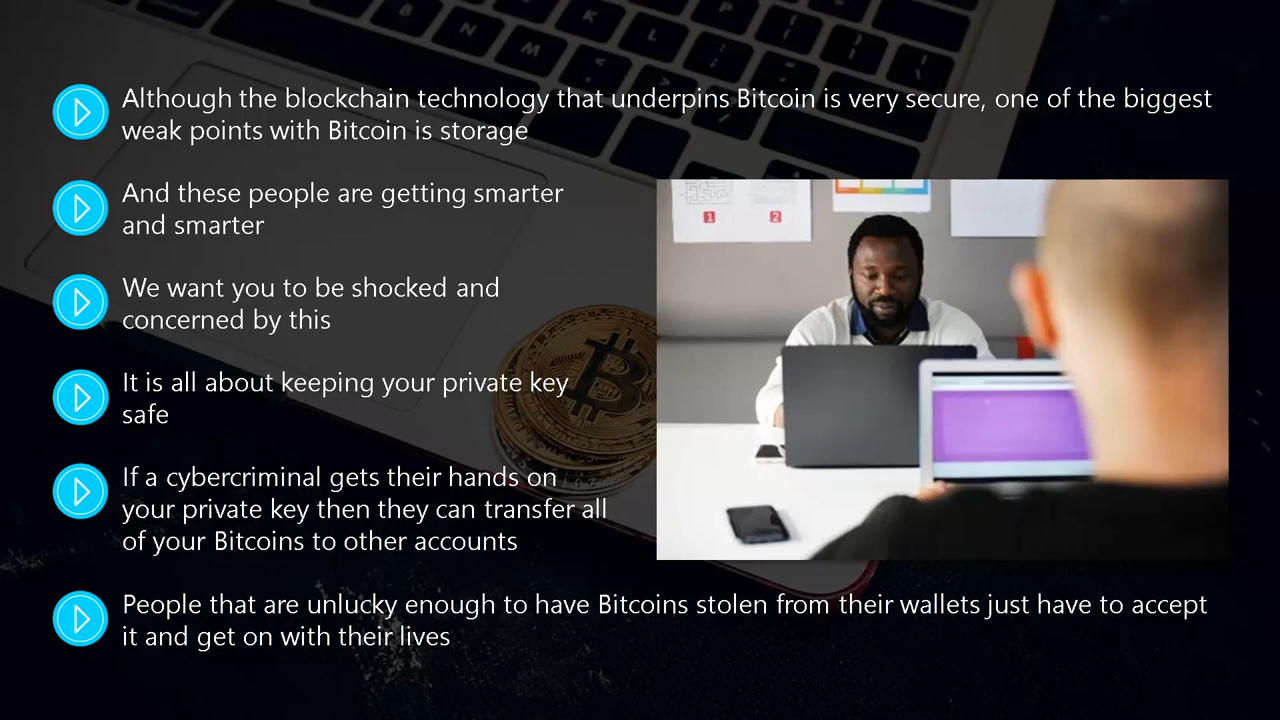 Although the blockchain technology that underpins Bitcoin is very secure, one of the biggest
weak points with Bitcoin is storage
And these people are getting smarter
and smarter
We want you to be shocked and
concerned by this
It is all about keeping your private key
safe
If a cybercriminal gets their hands on
your private key then they can transfer all
of your Bitcoins to other accounts
People that are unlucky enough to have Bitcoins stolen from their wallets just have to accept
it and get on with their lives
B N M K L P
1 2